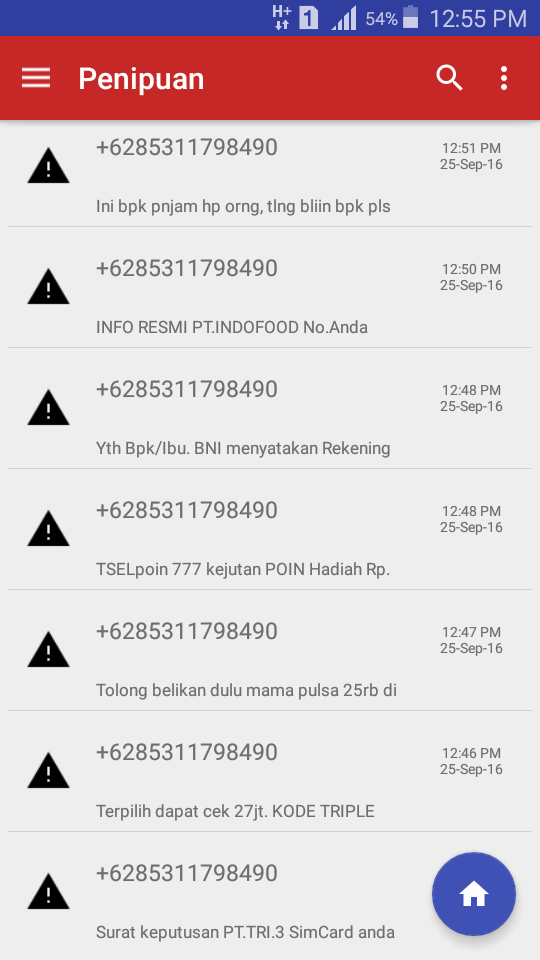 H+ 1 54% 12:55 PM
Penipuan
+6285311798490 12:51 PM
25-Sep-16
Ini bpk pnjam hp orng, tlng bliin bpk pls
+6285311798490 12:50 PM
25-Sep-16
INFO RESMI PT.INDOFOOD No.Anda
+6285311798490 12:48 PM
25-Sep-16
Yth Bpk/Ibu. BNI menyatakan Rekening
+6285311798490 12:48 PM
25-Sep-16
TSELpoin 777 kejutan POIN Hadiah Rp.
+6285311798490 12:47 PM
25-Sep-16
Tolong belikan dulu mama pulsa 25rb di
+6285311798490 12:46 PM
25-Sep-16
Terpilih dapat cek 27jt. KODE TRIPLE
+6285311798490
Surat keputusan PT.TRI.3 SimCard anda